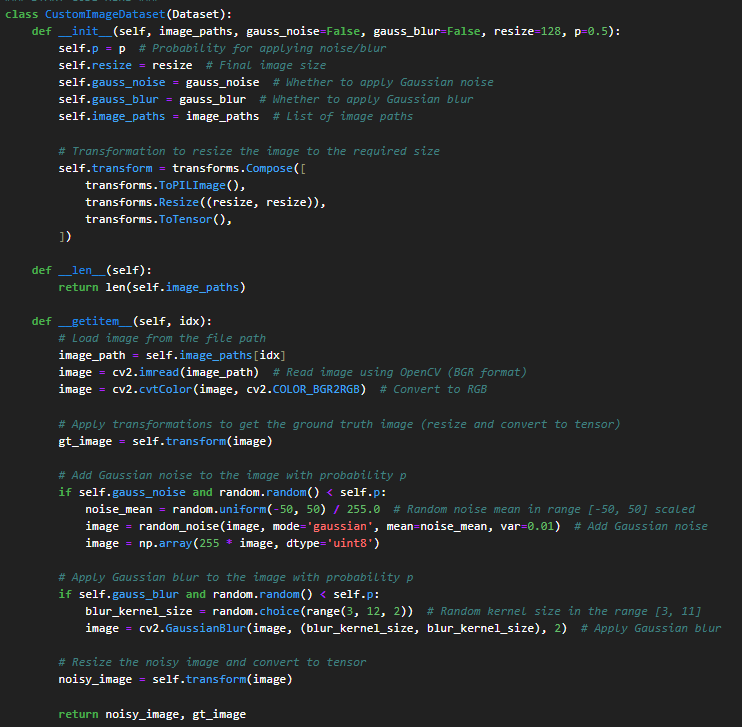 class CustomImageDataset(Dataset):
    def __init__(self, image_paths, gauss_noise=False, gauss_blur=False, resize=128, p=0.5):
        self.p = p  # Probability for applying noise/blur
        self.resize = resize  # Final image size
        self.gauss_noise = gauss_noise  # Whether to apply Gaussian noise
        self.gauss_blur = gauss_blur  # Whether to apply Gaussian blur
        self.image_paths = image_paths  # List of image paths

        # Transformation to resize the image to the required size
        self.transform = transforms.Compose([
            transforms.ToPILImage(),
            transforms.Resize((resize, resize)),
            transforms.ToTensor(),
        ])

    def __len__(self):
        return len(self.image_paths)

    def __getitem__(self, idx):
        # Load image from the file path
        image_path = self.image_paths[idx]
        image = cv2.imread(image_path)  # Read image using OpenCV (BGR format)
        image = cv2.cvtColor(image, cv2.COLOR_BGR2RGB)  # Convert to RGB

        # Apply transformations to get the ground truth image (resize and convert to tensor)
        gt_image = self.transform(image)

        # Add Gaussian noise to the image with probability p
        if self.gauss_noise and random.random() < self.p:
            noise_mean = random.uniform(-50, 50) / 255.0  # Random noise mean in range [-50, 50] scaled
            image = random_noise(image, mode='gaussian', mean=noise_mean, var=0.01)  # Add Gaussian noise
            image = np.array(255 * image, dtype='uint8')

        # Apply Gaussian blur to the image with probability p
        if self.gauss_blur and random.random() < self.p:
            blur_kernel_size = random.choice(range(3, 12, 2))  # Random kernel size in the range [3, 11]
            image = cv2.GaussianBlur(image, (blur_kernel_size, blur_kernel_size), 2)  # Apply Gaussian blur

        # Resize the noisy image and convert to tensor
        noisy_image = self.transform(image)

        return noisy_image, gt_image